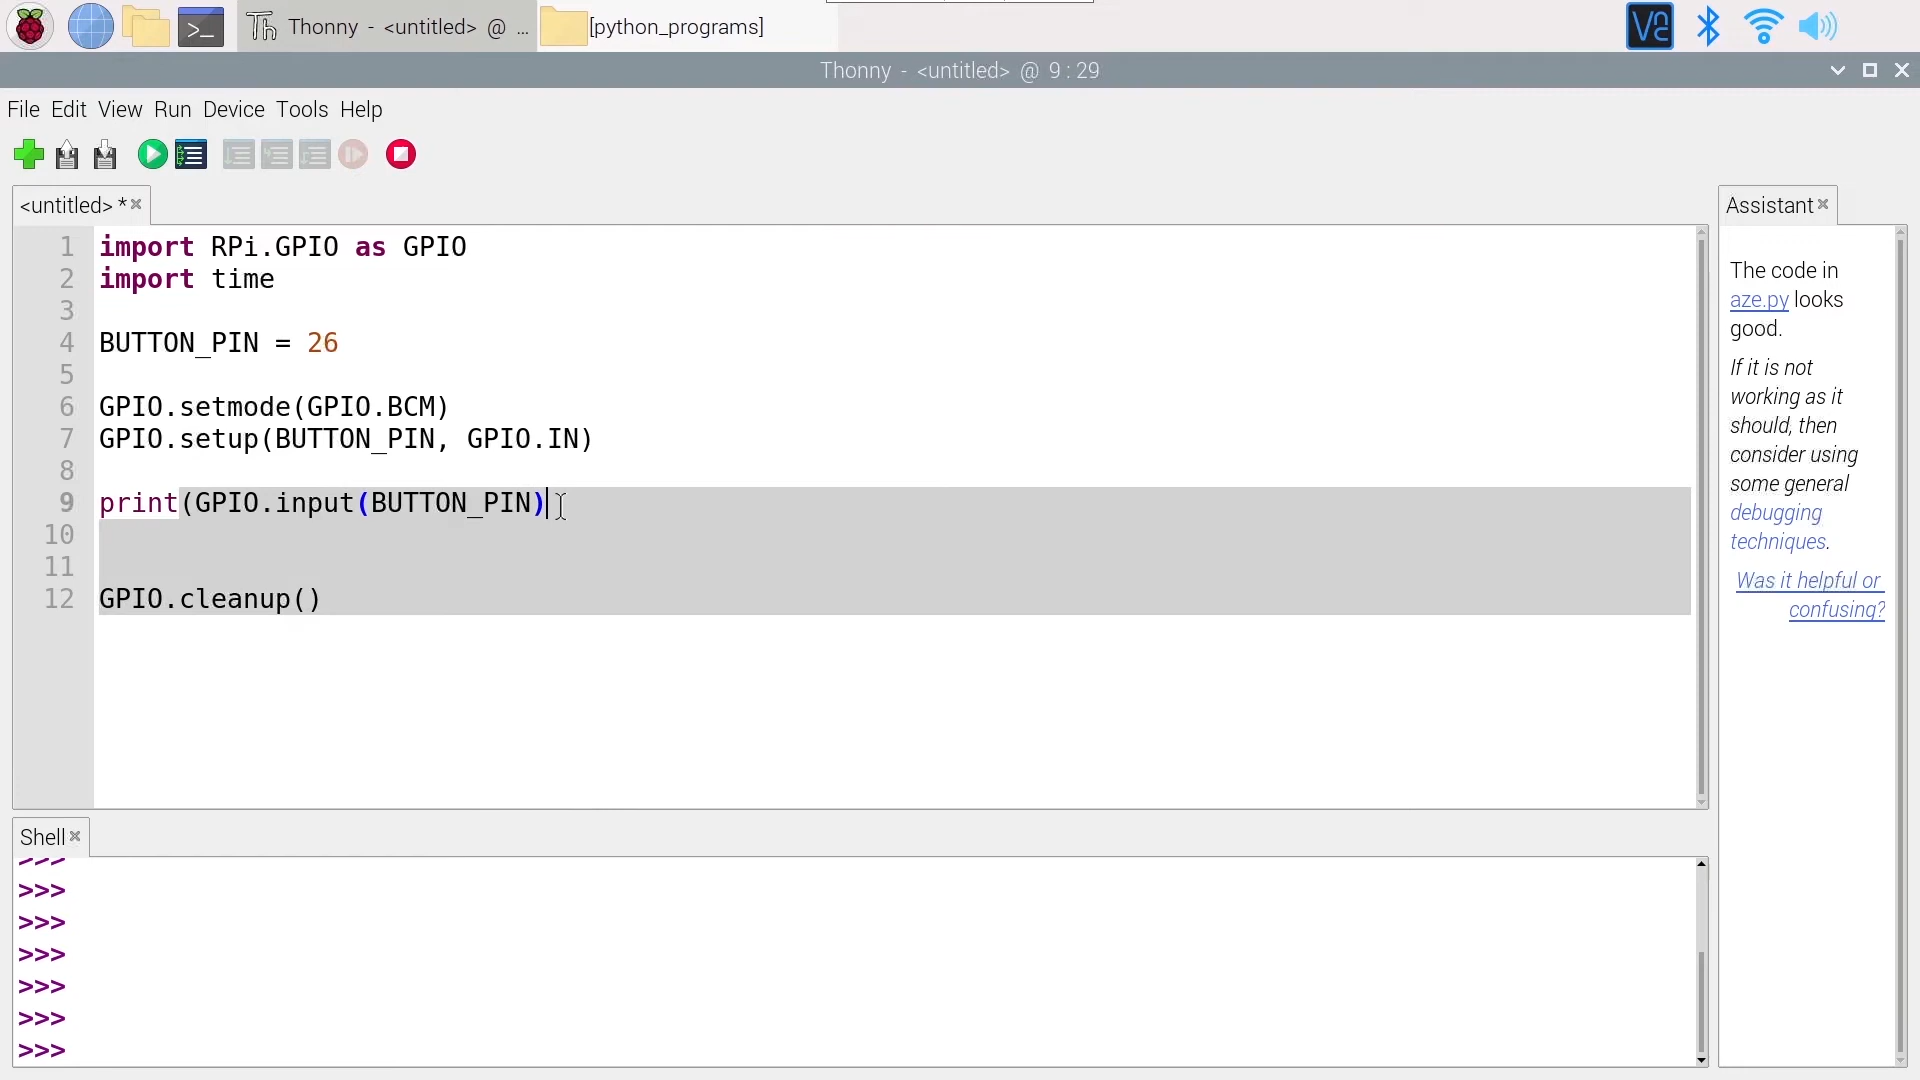 Thonny - <untitled> @ ...
[python_programs]
Thonny - <untitled> @ 9 : 29
File Edit View Run Device Tools Help
<untitled> *
Assistant
1 import RPi.GPIO as GPIO
2 import time
3
4 BUTTON_PIN = 26
5
6 GPIO.setmode(GPIO.BCM)
7 GPIO.setup(BUTTON_PIN, GPIO.IN)
8
9 print(GPIO.input(BUTTON_PIN)
10
11
12 GPIO.cleanup()
The code in
aze.py looks
good.
If it is not
working as it
should, then
consider using
some general
debugging
techniques.
Was it helpful or
confusing?
Shell
>>>
>>>
>>>
>>>
>>>
>>>
>>>